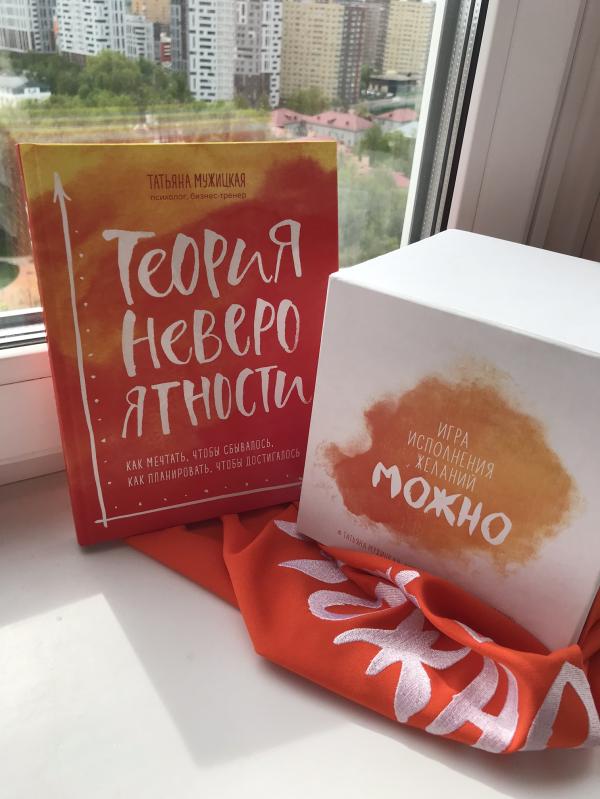 ТАТЬЯНА МУЖИЦКАЯ
психолог, бизнес-тренер
ТЕОРИЯ
НЕВЕРО
ЯТНОСТИ
КАК МЕЧТАТЬ, ЧТОБЫ СБЫВАЛОСЬ,
КАК ПЛАНИРОВАТЬ, ЧТОБЫ ДОСТИГАЛОСЬ
ИГРА
ИСПОЛНЕНИЯ
ЖЕЛАНИЙ
МОЖНО
© ТАТЬЯНА